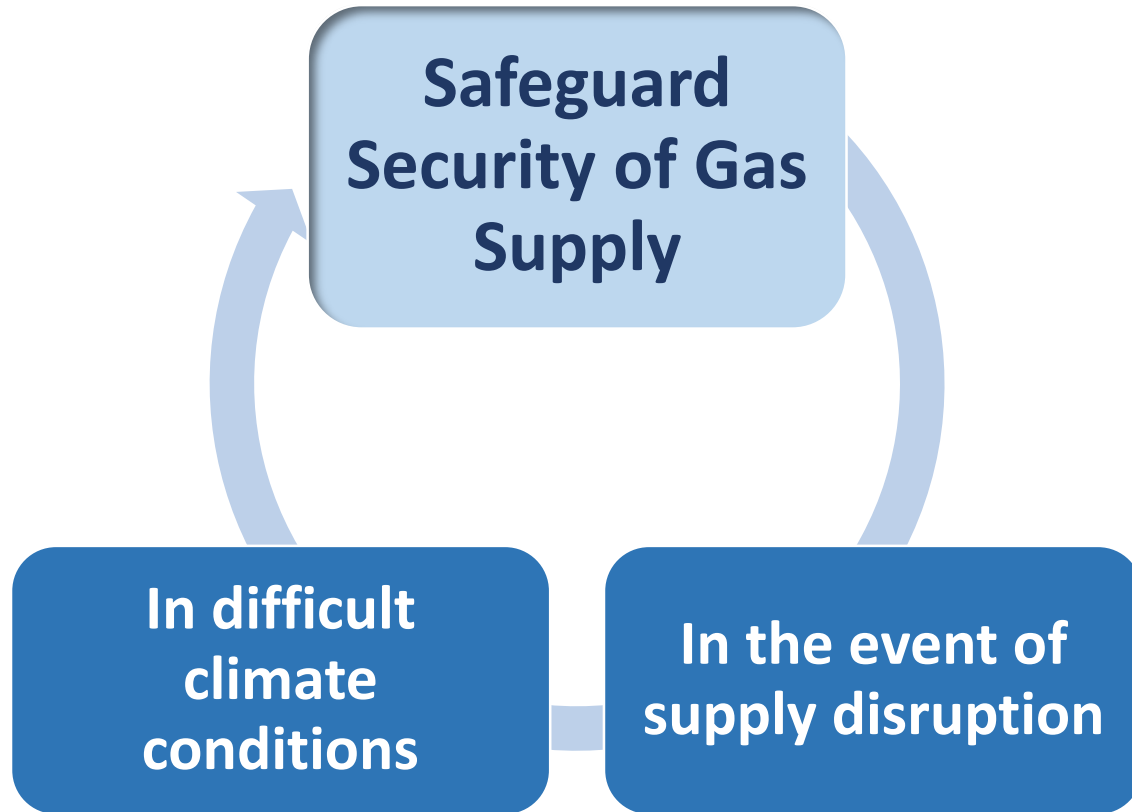 Safeguard
Security of Gas
Supply
In difficult
climate
conditions
In the event of
supply disruption